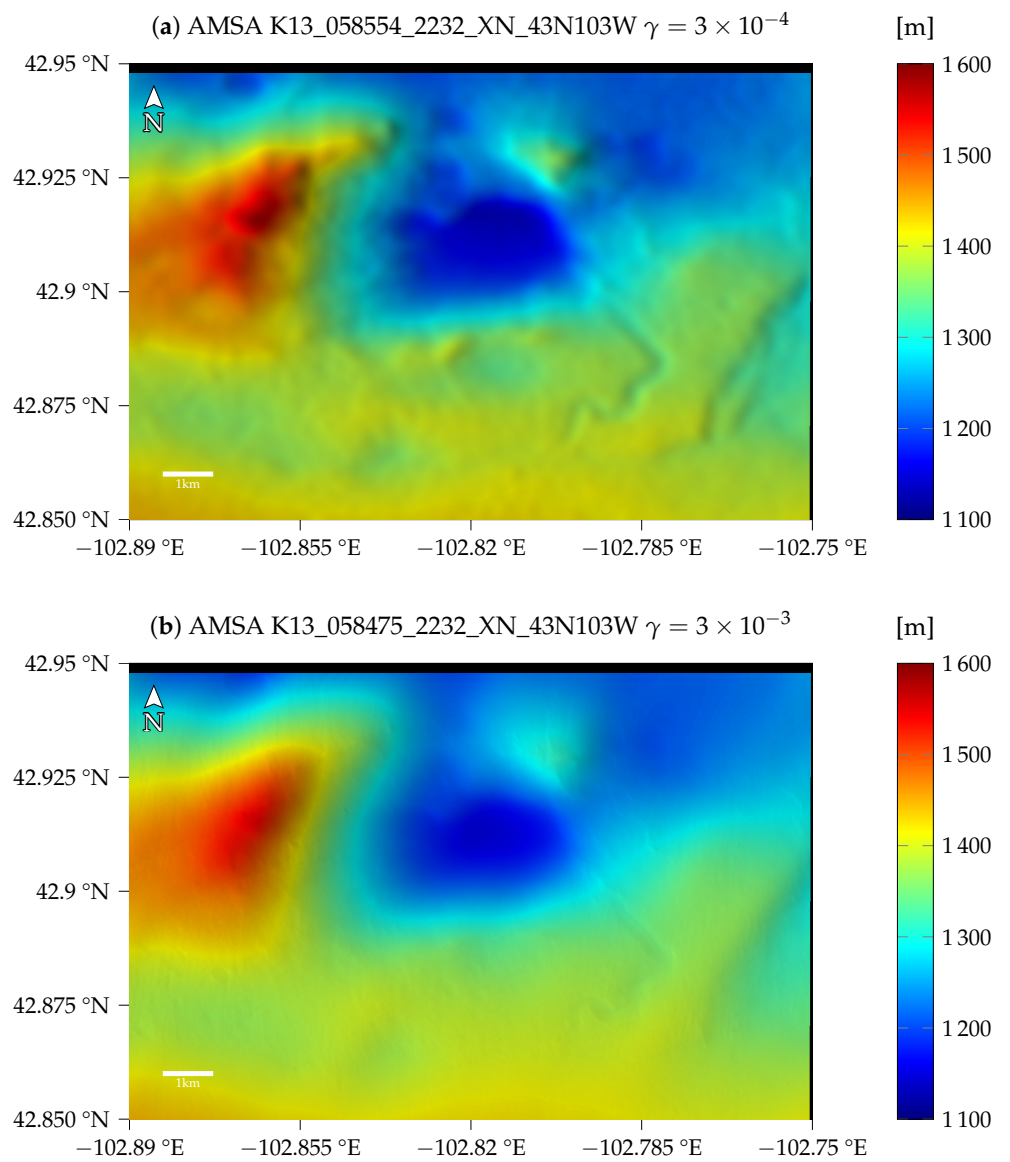 (a) AMSA K13_058554_2232_XN_43N103W γ = 3 × 10⁻⁴
[m]
42.95 °N
42.925 °N
42.9 °N
42.875 °N
42.850 °N
N
1km
−102.89 °E −102.855 °E −102.82 °E −102.785 °E −102.75 °E
1 600
1 500
1 400
1 300
1 200
1 100
(b) AMSA K13_058475_2232_XN_43N103W γ = 3 × 10⁻³
[m]
42.95 °N
42.925 °N
42.9 °N
42.875 °N
42.850 °N
N
1km
−102.89 °E −102.855 °E −102.82 °E −102.785 °E −102.75 °E
1 600
1 500
1 400
1 300
1 200
1 100